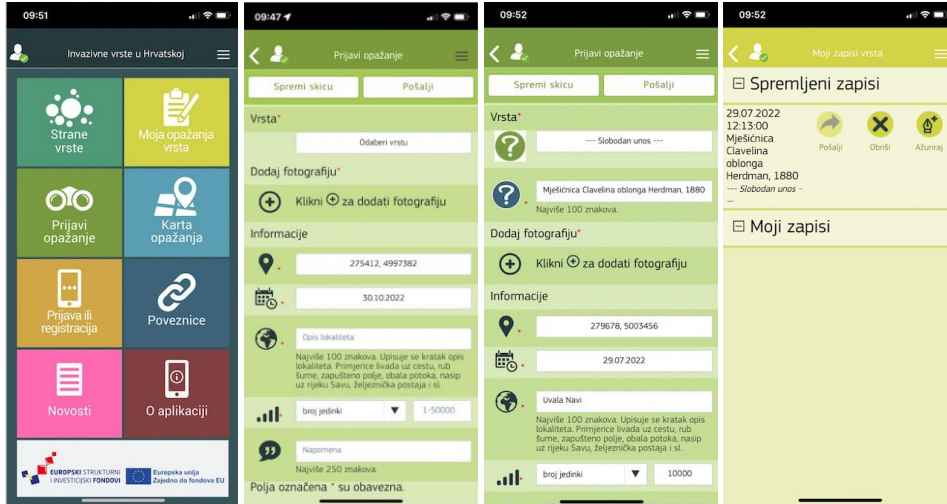 09:51
Invazivne vrste u Hrvatskoj
Strane
vrste
Moja opažanja
vrsta
Prijavi
opažanje
Karta
opažanja
Prijava ili
registracija
Poveznice
Novosti
O aplikaciji
EUROPSKI STRUKTURNI
I INVESTICIJSKI FONDOVI
Europska unija
Zajedno do fondova EU
09:47
Prijavi opažanje
Spremi skicu
Pošalji
Vrsta*
Odaberi vrstu
Dodaj fotografiju*
Klikni ⊕ za dodati fotografiju
Informacije
275412, 4997382
30.10.2022
Opis lokaliteta
Najviše 100 znakova. Upisuje se kratak opis
lokaliteta. Primjerice livada uz cestu, rub
šume, zapušteno polje, obala potoka, nasip
uz rijeku Savu, željeznička postaja i sl.
broj jedinki ▼ 1-50000
Napomena
Najviše 250 znakova.
Polja označena * su obavezna.
09:52
Prijavi opažanje
Spremi skicu
Pošalji
Vrsta*
--- Slobodan unos ---
Mješićnica Clavelina oblonga Herdman, 1880
Najviše 100 znakova.
Dodaj fotografiju*
Klikni ⊕ za dodati fotografiju
Informacije
279678, 5003456
29.07.2022
Uvala Navi
Najviše 100 znakova. Upisuje se kratak opis
lokaliteta. Primjerice livada uz cestu, rub
šume, zapušteno polje, obala potoka, nasip
uz rijeku Savu, željeznička postaja i sl.
broj jedinki ▼ 10000
09:52
Moji zapisi vrsta
Spremljeni zapisi
29.07.2022
12:13:00
Mješićnica
Clavelina
oblonga
Herdman, 1880
--- Slobodan unos -
--
Pošalji
Obriši
Ažuriraj
Moji zapisi